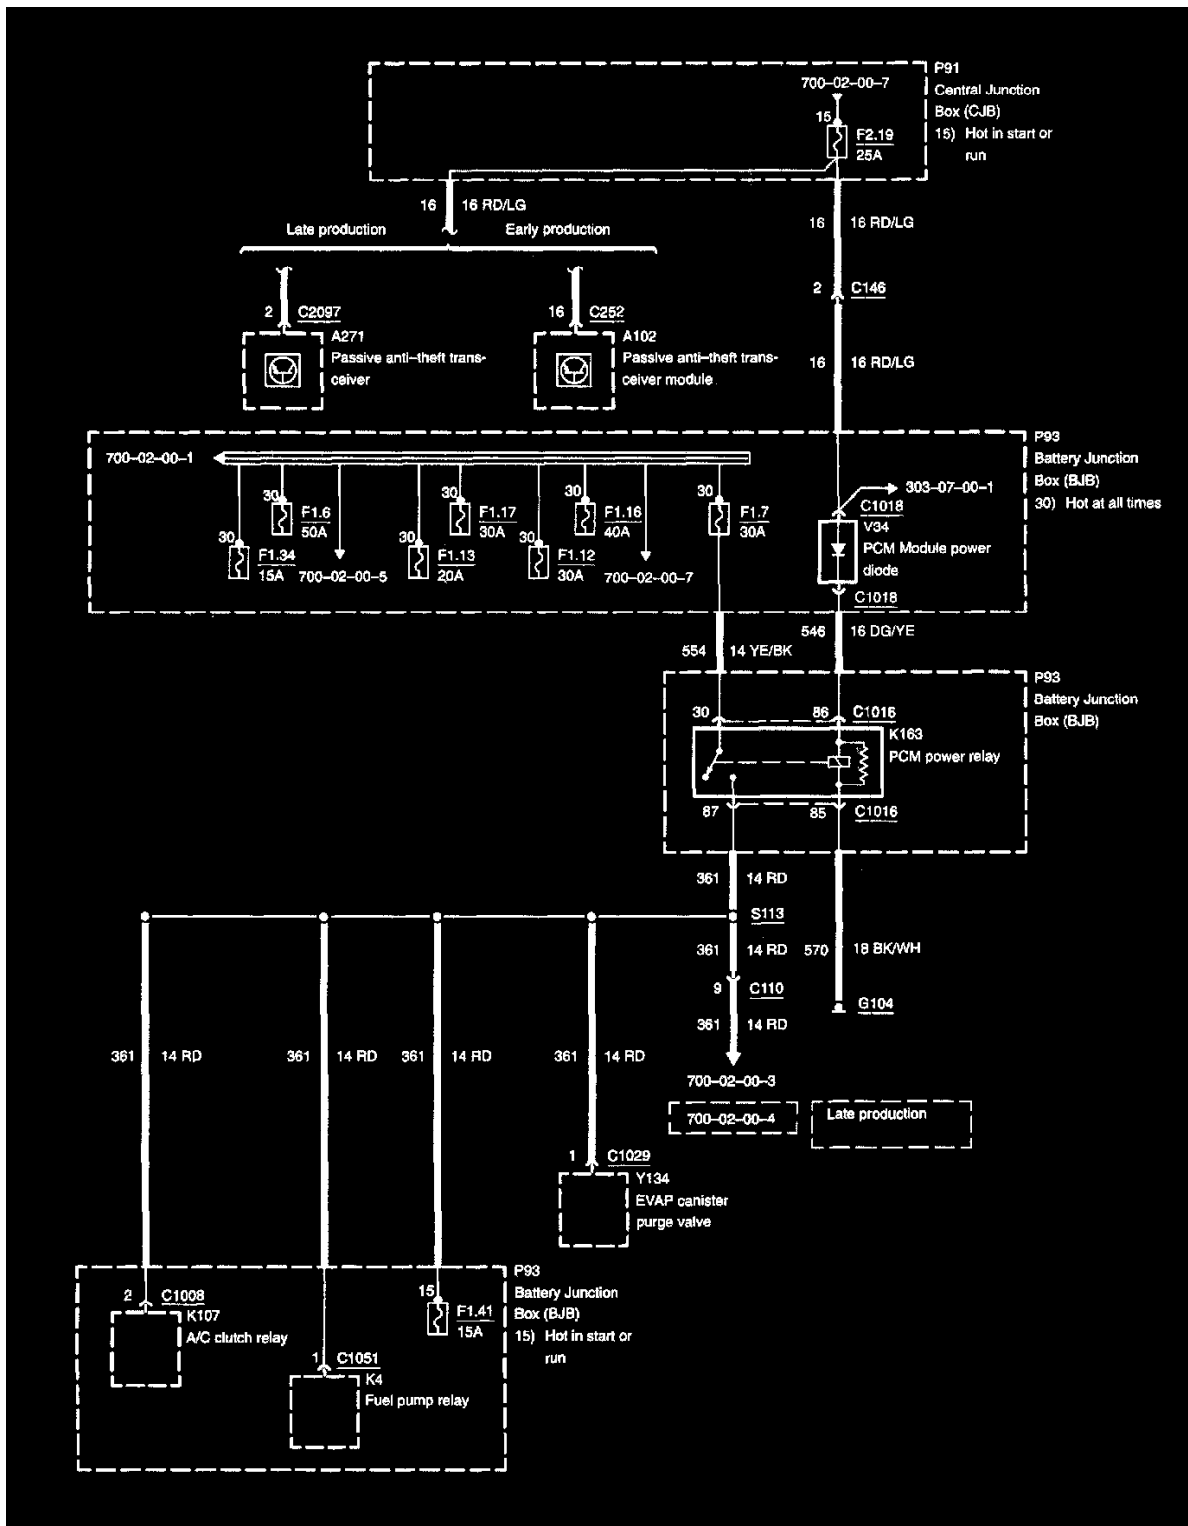 P91
700-02-00-7
Central Junction
Box (CJB)
15) Hot in start or
run
15
F2.19
25A
16 16 RD/LG
16 16 RD/LG
Late production
Early production
2 C146
2 C2097
16 C252
A271
Passive anti-theft trans-
ceiver
A102
Passive anti-theft trans-
ceiver module
16 16 RD/LG
P93
Battery Junction
Box (BJB)
30) Hot at all times
700-02-00-1
303-07-00-1
30
F1.6
50A
30
F1.17
30A
30
F1.16
40A
30
F1.7
30A
C1018
V34
PCM Module power
diode
30
F1.34
15A
700-02-00-5
30
F1.13
20A
30
F1.12
30A
700-02-00-7
C1018
546 16 DG/YE
554 14 YE/BK
P93
Battery Junction
Box (BJB)
30
86 C1016
K163
PCM power relay
87
85 C1016
361 14 RD
S113
361 14 RD
570 18 BK/WH
9 C110
G104
361 14 RD
361 14 RD
361 14 RD
361 14 RD
361 14 RD
700-02-00-3
700-02-00-4
Late production
1 C1029
Y134
EVAP canister
purge valve
P93
Battery Junction
Box (BJB)
15) Hot in start or
run
2 C1008
K107
A/C clutch relay
15
F1.41
15A
1 C1051
K4
Fuel pump relay